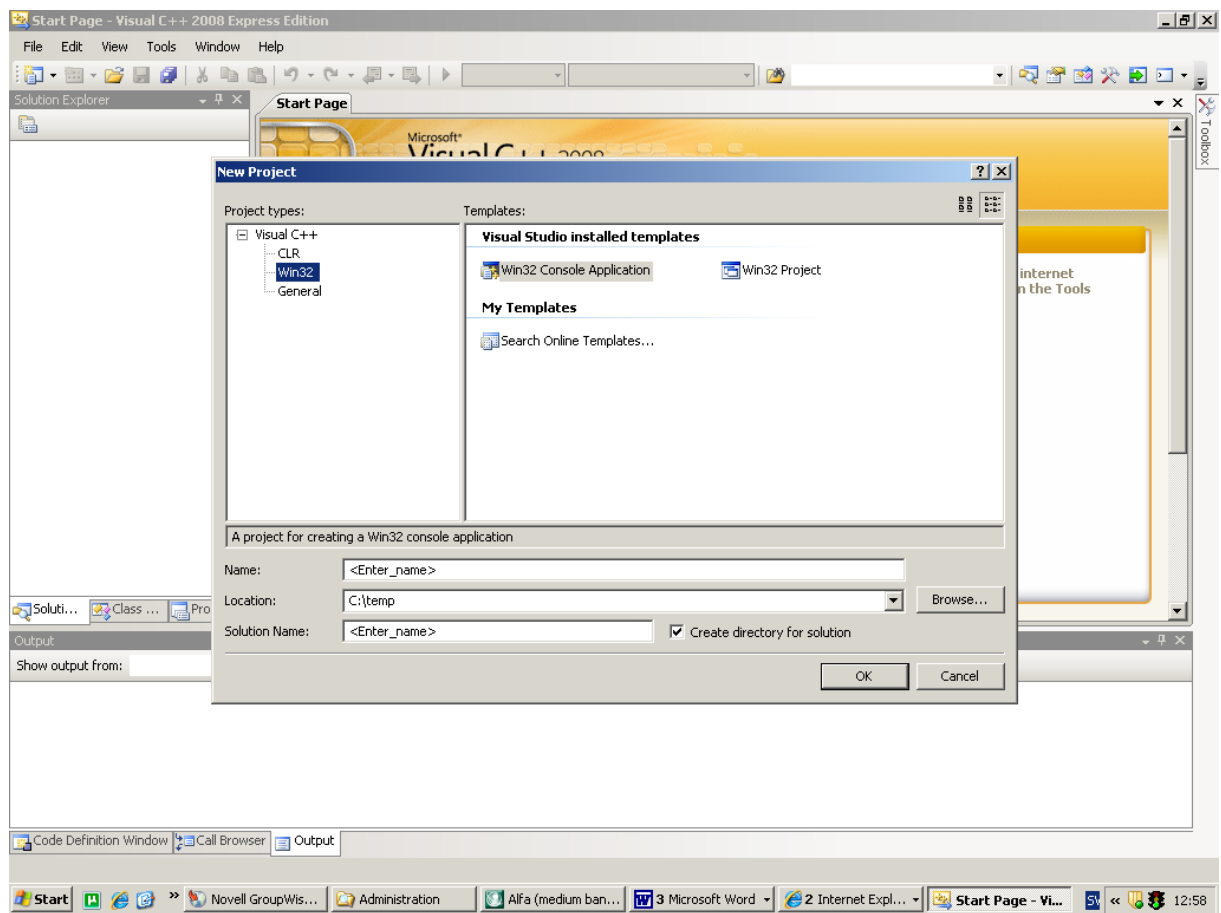 Start Page - Visual C++ 2008 Express Edition
File Edit View Tools Window Help
Solution Explorer
Start Page
Toolbox
Microsoft
Visual C++ 2008
New Project
Project types:
Templates:
Visual C++
CLR
Win32
General
Visual Studio installed templates
Win32 Console Application
Win32 Project
My Templates
Search Online Templates...
internet
n the Tools
A project for creating a Win32 console application
Name: <Enter_name>
Location: C:\temp
Browse...
Solution Name: <Enter_name>
Create directory for solution
OK
Cancel
Soluti... Class ... Pro
Output
Show output from:
Code Definition Window Call Browser Output
Start » Novell GroupWis... Administration Alfa (medium ban... 3 Microsoft Word 2 Internet Expl... Start Page - Vi... SV « 12:58